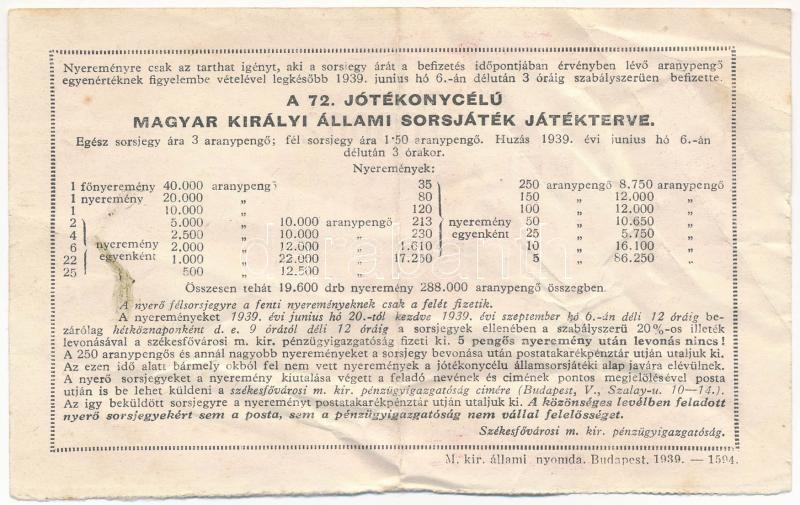 Nyereményre csak az tarthat igényt, aki a sorsjegy árát a befizetés időpontjában érvényben lévő aranypengő
egyenértéknek figyelembe vételével legkésőbb 1939. junius hó 6.-án délután 3 óráig szabályszerüen befizette.
A 72. JÓTÉKONYCÉLÚ
MAGYAR KIRÁLYI ÁLLAMI SORSJÁTÉK JÁTÉKTERVE.
Egész sorsjegy ára 3 aranypengő; fél sorsjegy ára 1·50 aranypengő. Huzás 1939. évi junius hó 6.-án
délután 3 órakor.
Nyeremények:
1 főnyeremény 40.000 aranypengő
1 nyeremény 20.000 „
1 „ 10.000 „
2 5.000 „ 10.000 aranypengő
4 2,500 „ 10.000 „
6 nyeremény 2,000 „ 12.000 „
22 egyenként 1.000 „ 22.000 „
25 500 „ 12.500 „
35 250 aranypengő 8.750 aranypengő
80 150 „ 12.000 „
120 100 „ 12.000 „
213 nyeremény 50 „ 10.650 „
230 egyenként 25 „ 5.750 „
1.610 10 „ 16.100 „
17.250 5 „ 86.250 „
Összesen tehát 19.600 drb nyeremény 288.000 aranypengő összegben.
A nyerő félsorsjegyre a fenti nyereményeknek csak a felét fizetik.
A nyereményeket 1939. évi junius hó 20.-tól kezdve 1939. évi szeptember hó 6.-án déli 12 óráig be-
zárólag hétköznaponként d. e. 9 órától déli 12 óráig a sorsjegyek ellenében a szabályszerü 20%-os illeték
levonásával a székesfővárosi m. kir. pénzügyigazgatóság fizeti ki. 5 pengős nyeremény után levonás nincs!
A 250 aranypengős és annál nagyobb nyereményeket a sorsjegy bevonása után postatakarékpénztár utján utaljuk ki.
Az ezen idő alatt bármely okból fel nem vett nyeremények a jótékonycélu államsorsjátéki alap javára elévülnek.
A nyerő sorsjegyeket a nyeremény kiutalása végett a feladó nevének és cimének pontos megjelölésével posta
utján is be lehet küldeni a székesfővárosi m. kir. pénzügyigazgatóság cimére (Budapest, V., Szalay-u. 10—14.).
Az igy beküldött sorsjegyre a nyereményt postatakarékpénztár utján utaljuk ki. A közönséges levélben feladott
nyerő sorsjegyekért sem a posta, sem a pénzügyigazgatóság nem vállal felelősséget.
Székesfővárosi m. kir. pénzügyigazgatóság.
M. kir. állami nyomda. Budapest. 1939. — 1594.
darabanth.com